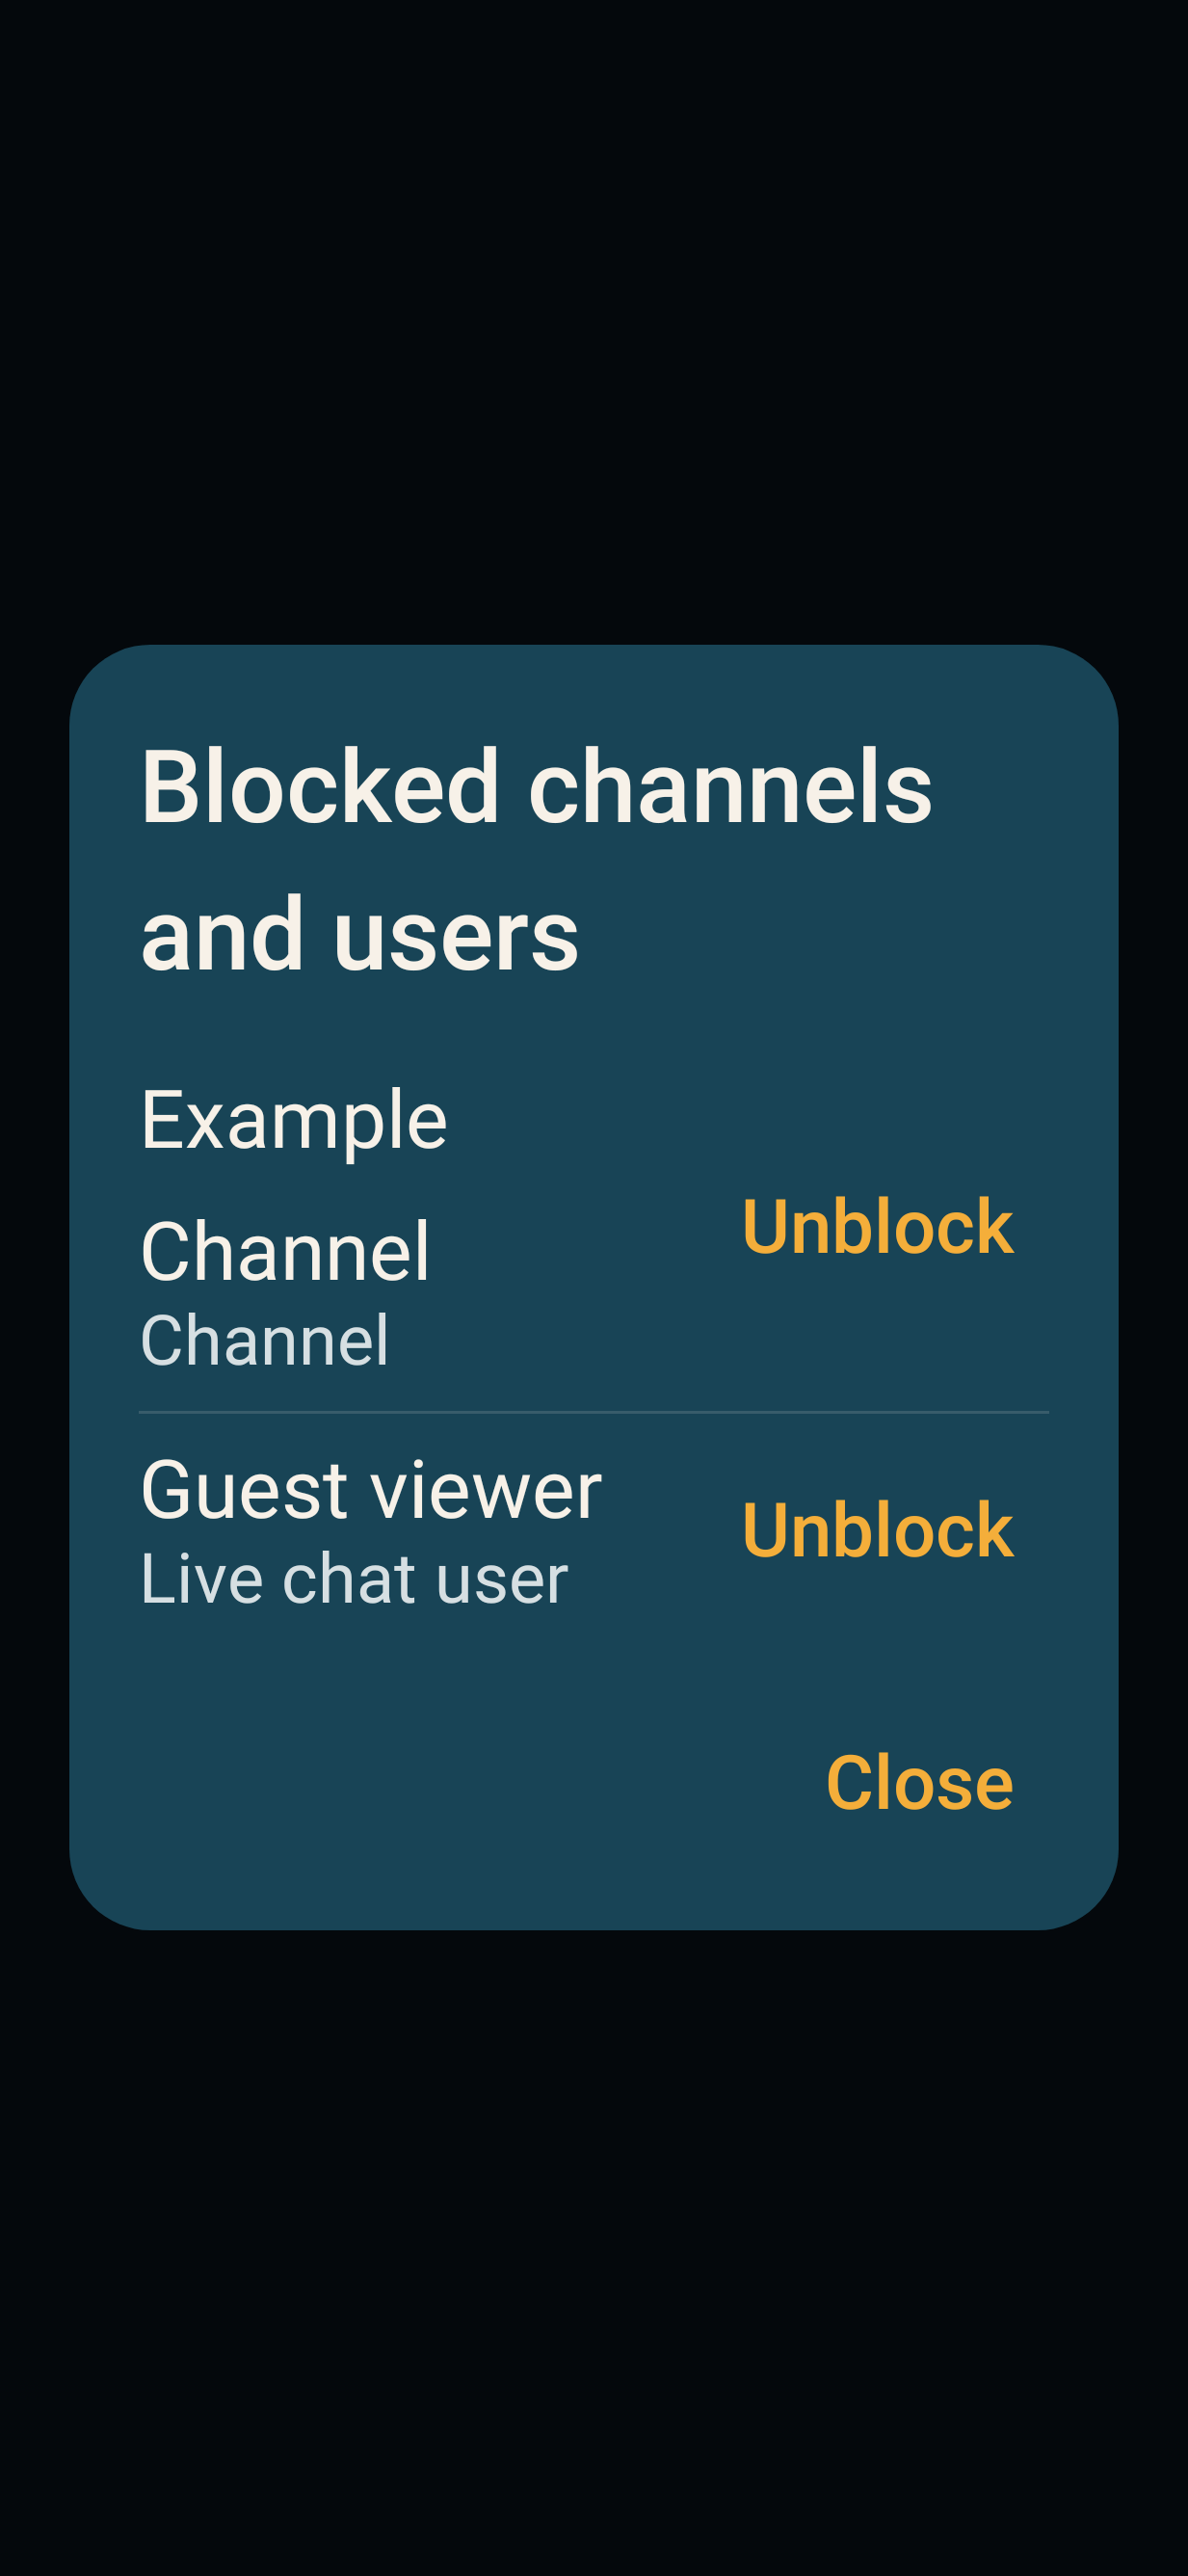 Blocked channels
and users
Example
Channel
Channel
Unblock
Guest viewer
Live chat user
Unblock
Close